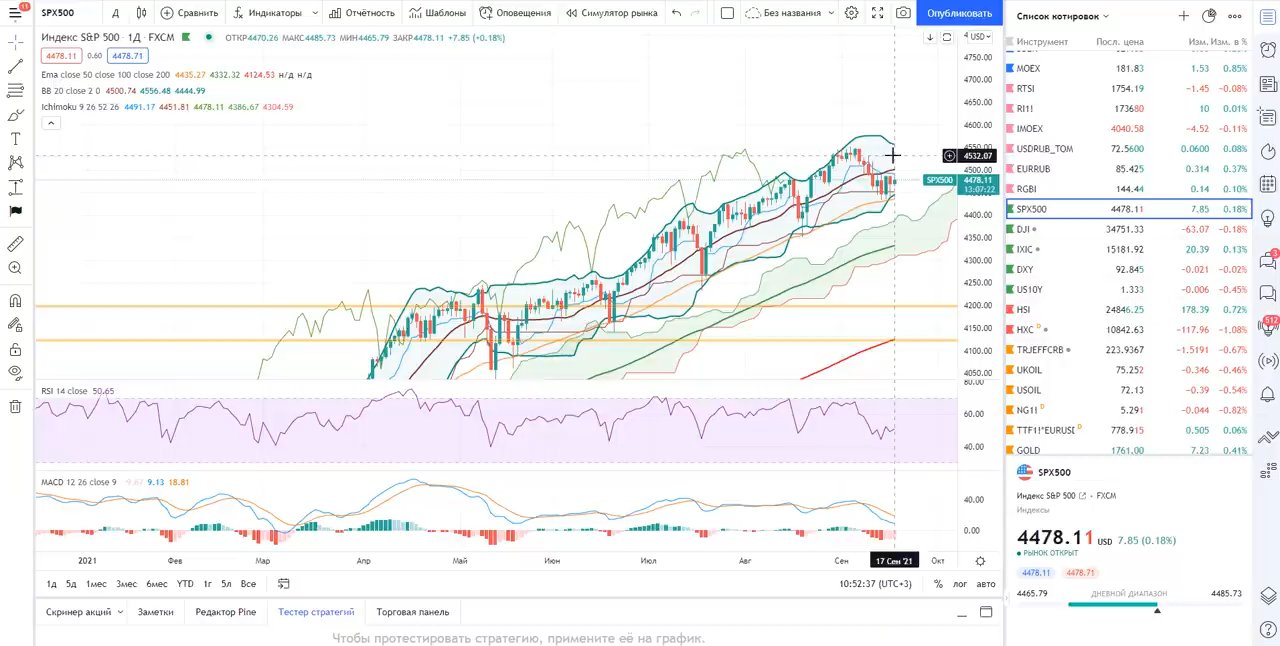 11
SPX500
Д
Сравнить
Индикаторы
Отчётность
Шаблоны
Оповещения
Симулятор рынка
Без названия
Опубликовать
Индекс S&P 500 · 1Д · FXCM
ОТКР4470.26 МАКС4485.73 МИН4465.79 ЗАКР4478.11 +7.85 (+0.18%)
USD
4478.11 0.60 4478.71
Ema close 50 close 100 close 200 4435.27 4332.32 4124.53 н/д н/д
BB 20 close 2 0 4500.74 4556.48 4444.99
Ichimoku 9 26 52 26 4491.17 4451.81 4478.11 4386.67 4304.59
4750.00
4700.00
4650.00
4600.00
4550.00
4532.07
4500.00
SPX500 4478.11
13:07:22
4400.00
4350.00
4300.00
4250.00
4200.00
4150.00
4100.00
4050.00
RSI 14 close 50.65
80.00
60.00
40.00
MACD 12 26 close 9 -9.67 9.13 18.81
40.00
0.00
2021 Фев Мар Апр Май Июн Июл Авг Сен 17 Сен '21 Окт
1д 5д 1мес 3мес 6мес YTD 1г 5л Все
10:52:37 (UTC+3) % лог авто
Скринер акций Заметки Редактор Pine Тестер стратегий Торговая панель
Чтобы протестировать стратегию, примените её на график.
Список котировок
Инструмент Посл. цена Изм. Изм. в %
MOEX 181.83 1.53 0.85%
RTSI 1754.19 −1.45 −0.08%
RI1! 173680 10 0.01%
IMOEX 4040.58 −4.52 −0.11%
USDRUB_TOM 72.5600 0.0600 0.08%
EURRUB 85.425 0.314 0.37%
RGBI 144.44 0.14 0.10%
SPX500 4478.11 7.85 0.18%
DJI 34751.33 −63.07 −0.18%
IXIC 15181.92 20.39 0.13%
DXY 92.845 −0.021 −0.02%
US10Y 1.333 −0.006 −0.45%
HSI 24846.25 178.39 0.72%
HXC D 10842.63 −117.96 −1.08%
TRJEFFCRB 223.9367 −1.5191 −0.67%
UKOIL 75.252 −0.346 −0.46%
USOIL 72.13 −0.39 −0.54%
NG1! D 5.291 −0.044 −0.82%
TTF1!*EURUSD D 778.915 0.505 0.06%
GOLD 1761.00 7.23 0.41%
SPX500
Индекс S&P 500 · FXCM
Индексы
4478.11 USD 7.85 (0.18%)
РЫНОК ОТКРЫТ
4478.11 4478.71
4465.79 ДНЕВНОЙ ДИАПАЗОН 4485.73
3
512